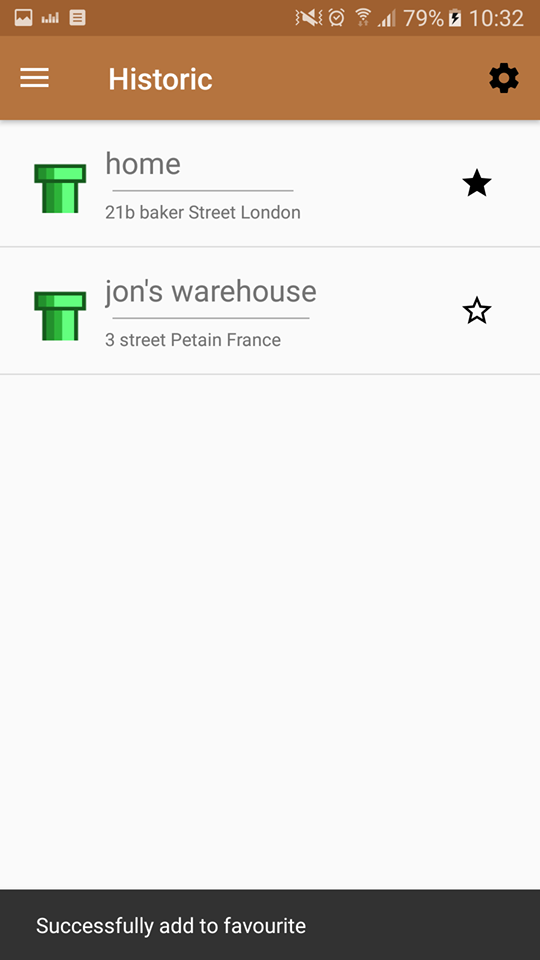 79% 10:32
Historic
home
21b baker Street London
jon's warehouse
3 street Petain France
Successfully add to favourite